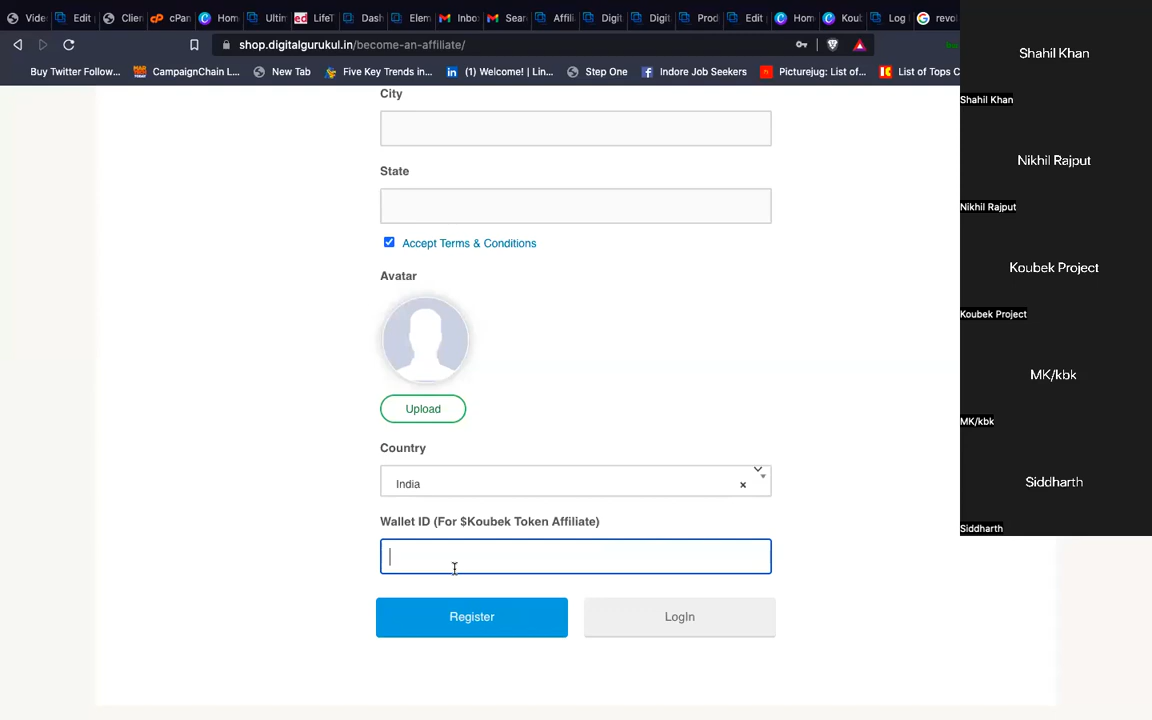 Vide Edit Clien cPan Hom Ultin LifeT Dash Elem Inbo Sear Affili Digit Digit Prod Edit Hom Kout Log revol
shop.digitalgurukul.in/become-an-affiliate/
Buy Twitter Follow... CampaignChain L... New Tab Five Key Trends in... (1) Welcome! | Lin... Step One Indore Job Seekers Picturejug: List of... List of Tops C
City
State
Accept Terms & Conditions
Avatar
Upload
Country
India
Wallet ID (For $Koubek Token Affiliate)
Register LogIn
Shahil Khan
Shahil Khan
Nikhil Rajput
Nikhil Rajput
Koubek Project
Koubek Project
MK/kbk
MK/kbk
Siddharth
Siddharth